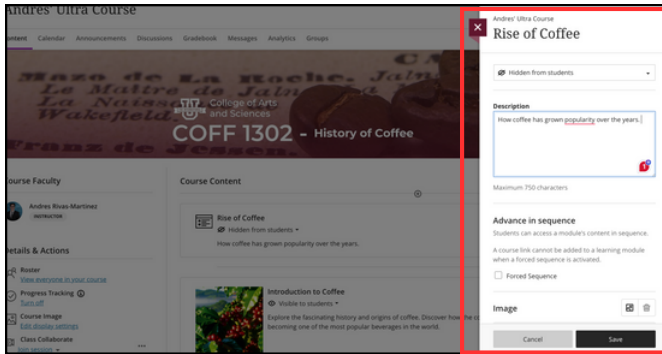 Andres' Ultra Course
Content Calendar Announcements Discussions Gradebook Messages Analytics Groups
College of Arts
and Sciences
COFF 1302 - History of Coffee
Course Faculty
Andres Rivas-Martinez
INSTRUCTOR
Details & Actions
Roster
View everyone in your course
Progress Tracking
Turn off
Course Image
Edit display settings
Class Collaborate
Join session
Course Content
Rise of Coffee
Hidden from students
How coffee has grown popularity over the years.
Introduction to Coffee
Visible to students
Explore the fascinating history and origins of coffee. Discover how the co
becoming one of the most popular beverages in the world.
Andres' Ultra Course
Rise of Coffee
Hidden from students
Description
How coffee has grown popularity over the years.
1
Maximum 750 characters
Advance in sequence
Students can access a module's content in sequence.
A course link cannot be added to a learning module
when a forced sequence is activated.
Forced Sequence
Image
Cancel Save